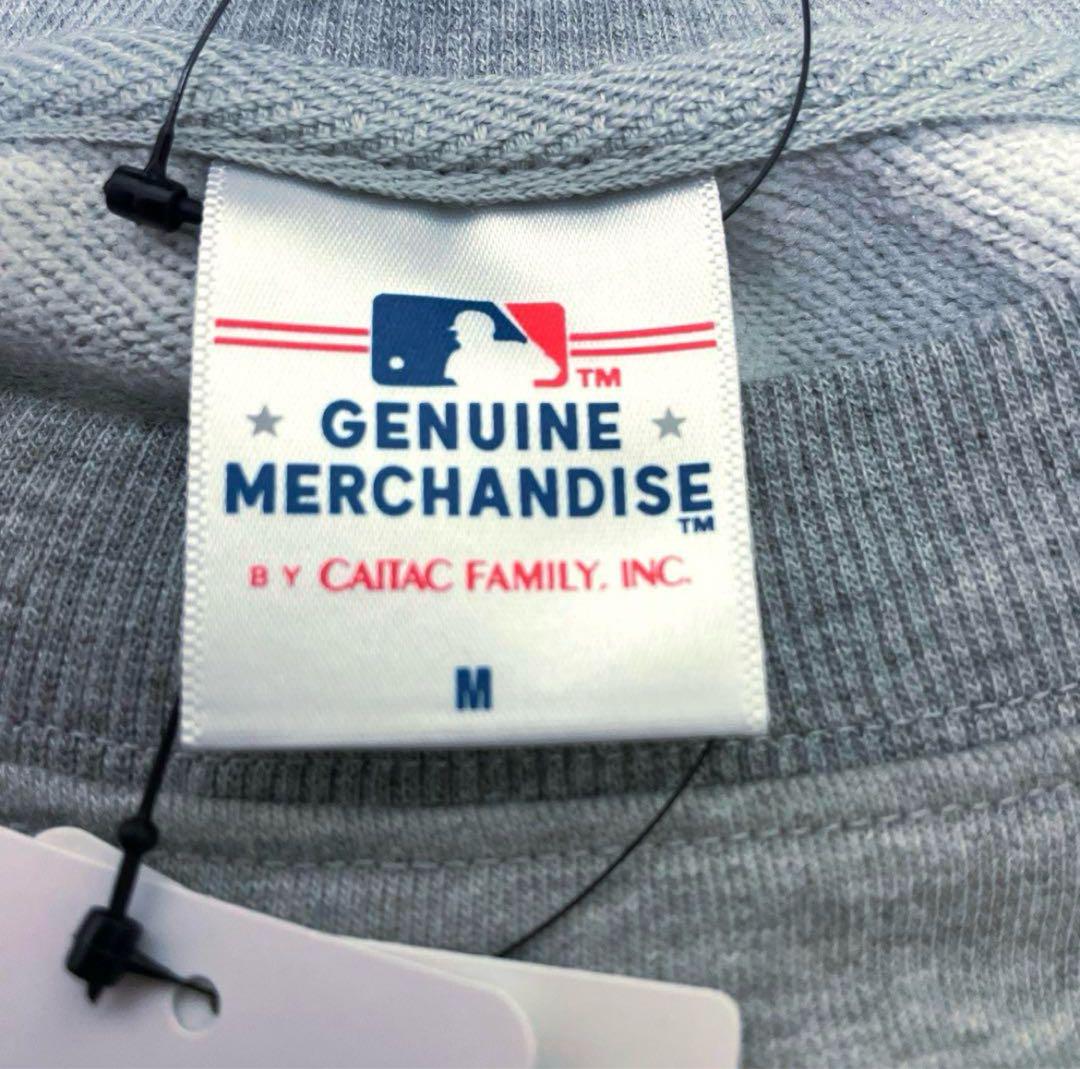 TM
GENUINE
MERCHANDISE
TM
BY CAITAC FAMILY, INC.
M